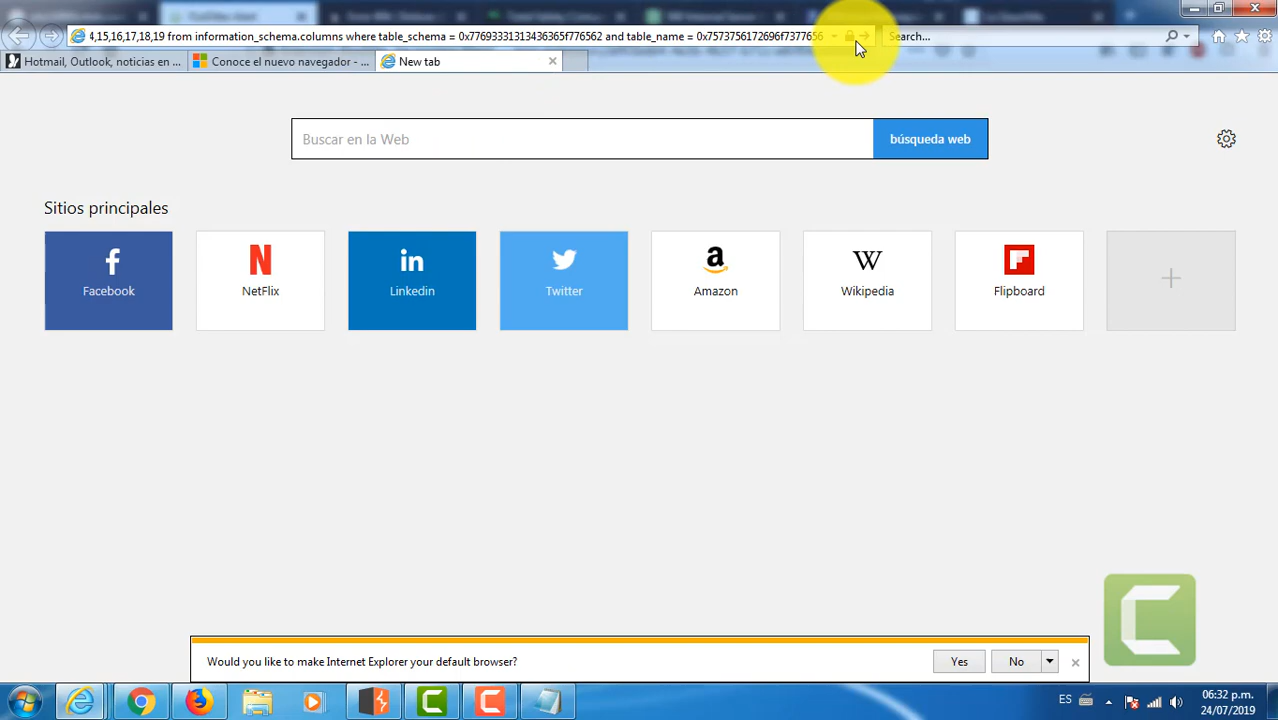 4,15,16,17,18,19 from information_schema.columns where table_schema = 0x77693331313436365f776562 and table_name = 0x7573756172696f7377656
Search...
Hotmail, Outlook, noticias en ...
Conoce el nuevo navegador - ...
New tab
Buscar en la Web
búsqueda web
Sitios principales
Facebook
NetFlix
Linkedin
Twitter
Amazon
Wikipedia
Flipboard
Would you like to make Internet Explorer your default browser?
Yes
No
ES
06:32 p.m.
24/07/2019